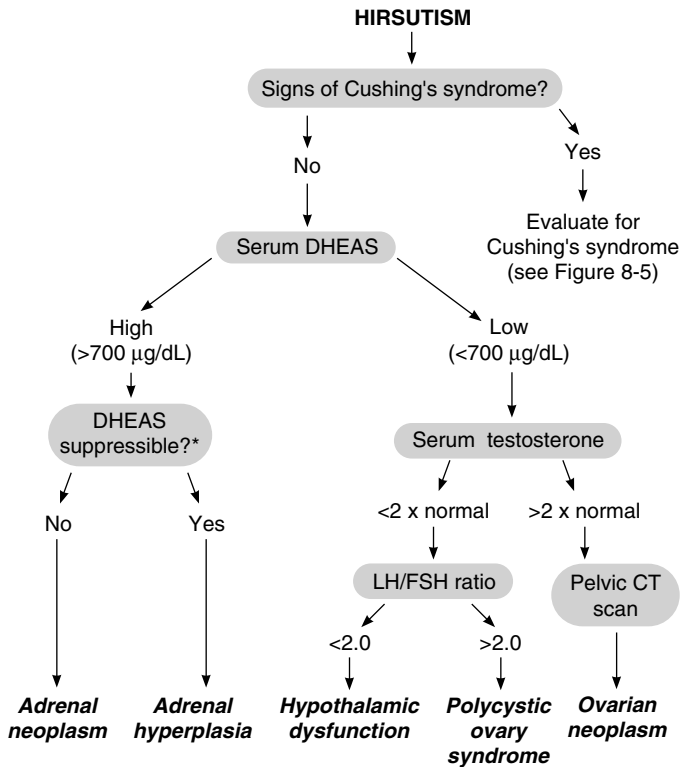 HIRSUTISM
Signs of Cushing's syndrome?
No
Yes
Evaluate for
Cushing's syndrome
(see Figure 8-5)
Serum DHEAS
High
(>700 μg/dL)
Low
(<700 μg/dL)
DHEAS
suppressible?*
Serum testosterone
No
Yes
<2 x normal
>2 x normal
LH/FSH ratio
Pelvic CT
scan
<2.0
>2.0
Adrenal
neoplasm
Adrenal
hyperplasia
Hypothalamic
dysfunction
Polycystic
ovary
syndrome
Ovarian
neoplasm